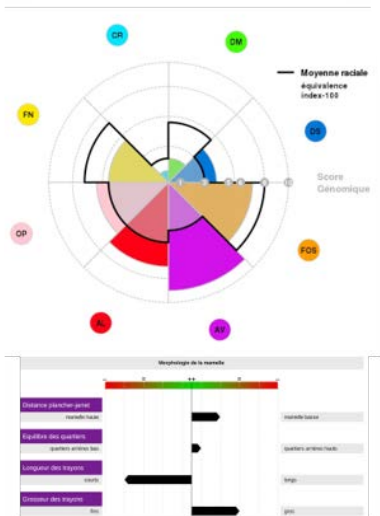 CR
DM
Moyenne raciale
équivalence
index-100
FN
DS
Score
Génomique
OP
FOS
AL
AV
Morphologie de la mamelle
Distance plancher-jarret
mamelle haute
mamelle basse
Equilibre des quartiers
quartiers arrières bas
quartiers arrières hauts
Longueur des trayons
courts
longs
Grosseur des trayons
fins
gros